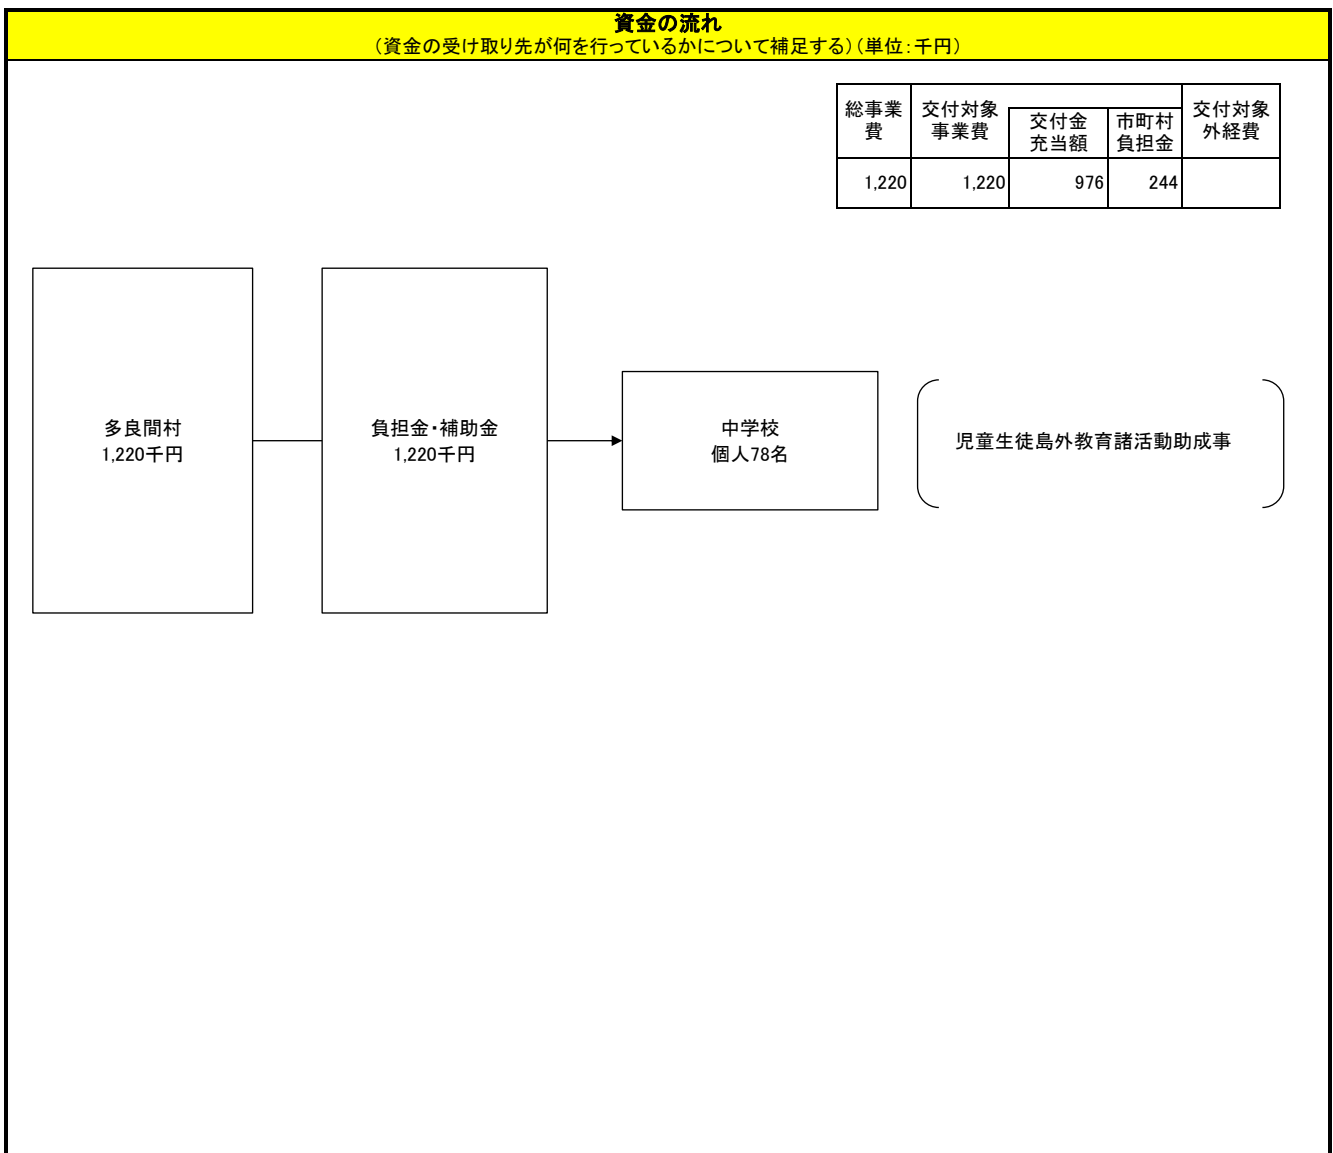 資金の流れ
（資金の受け取り先が何を行っているかについて補足する）（単位：千円）
総事業費
交付対象事業費
交付金充当額
市町村負担金
交付対象外経費
1,220
1,220
976
244
多良間村
1,220千円
負担金・補助金
1,220千円
中学校
個人78名
児童生徒島外教育諸活動助成事